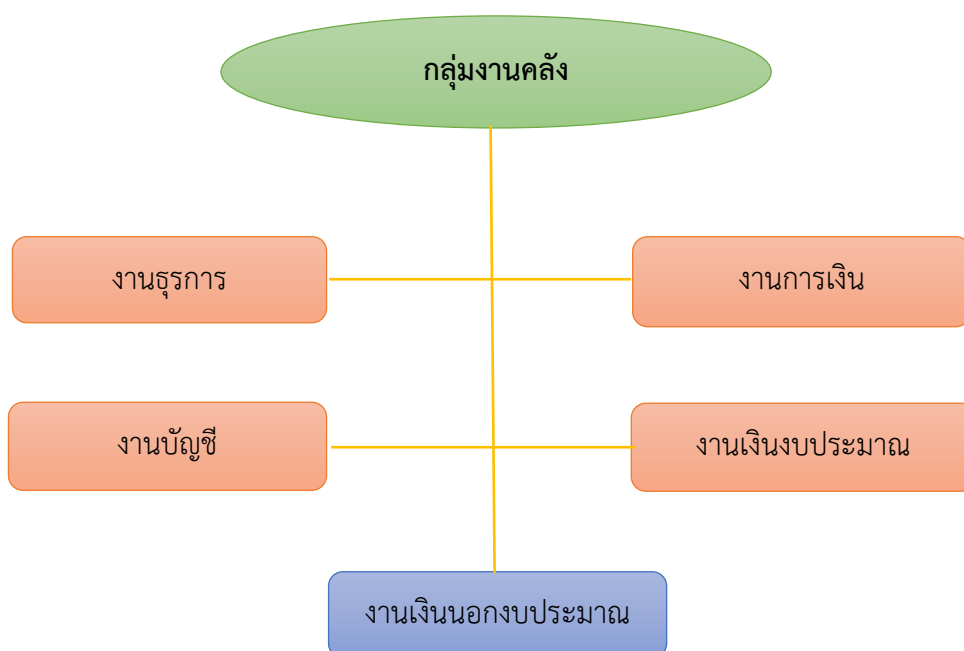 กลุ่มงานคลัง
งานธุรการ
งานการเงิน
งานบัญชี
งานเงินงบประมาณ
งานเงินนอกงบประมาณ